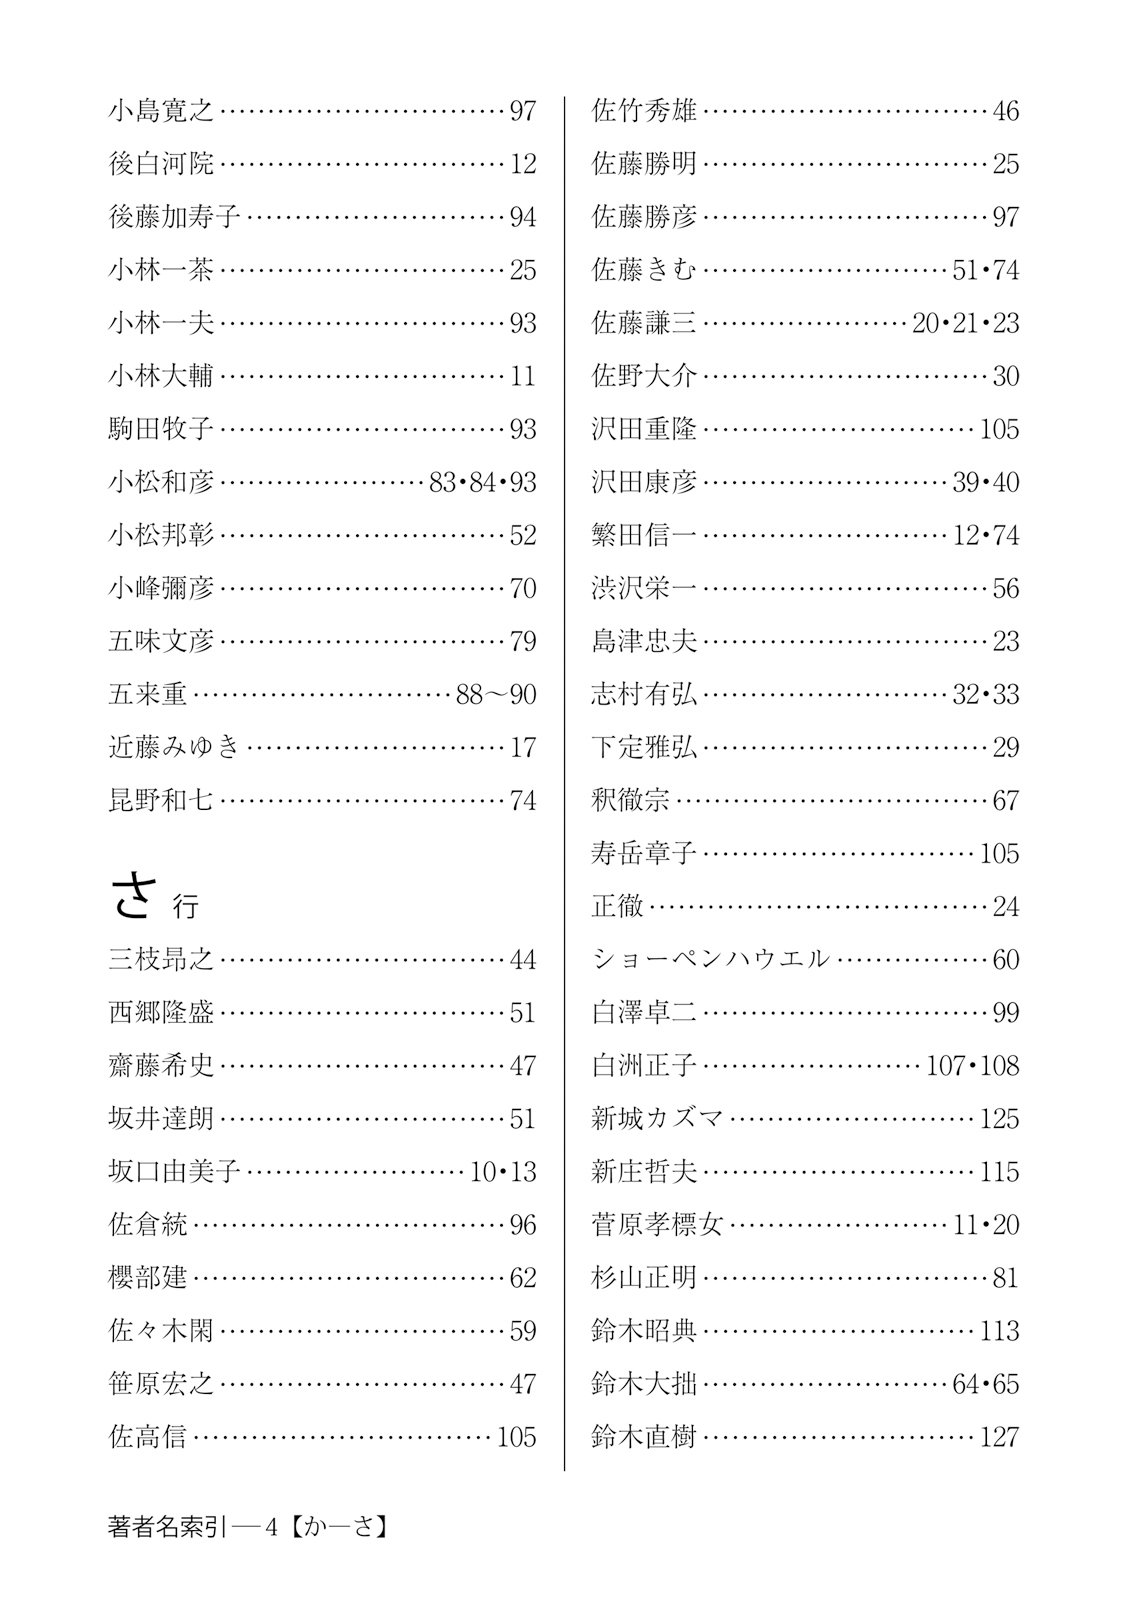 小島寛之……………………………97
後白河院……………………………12
後藤加寿子…………………………94
小林一茶……………………………25
小林一夫……………………………93
小林大輔……………………………11
駒田牧子……………………………93
小松和彦……………………83・84・93
小松邦彰……………………………52
小峰彌彦……………………………70
五味文彦……………………………79
五来重…………………………88〜90
近藤みゆき…………………………17
昆野和七……………………………74
さ 行
三枝昻之……………………………44
西郷隆盛……………………………51
齋藤希史……………………………47
坂井達朗……………………………51
坂口由美子………………………10・13
佐倉統………………………………96
櫻部建………………………………62
佐々木閑……………………………59
笹原宏之……………………………47
佐高信……………………………105
佐竹秀雄……………………………46
佐藤勝明……………………………25
佐藤勝彦……………………………97
佐藤きむ…………………………51・74
佐藤謙三……………………20・21・23
佐野大介……………………………30
沢田重隆…………………………105
沢田康彦…………………………39・40
繁田信一…………………………12・74
渋沢栄一……………………………56
島津忠夫……………………………23
志村有弘…………………………32・33
下定雅弘……………………………29
釈徹宗………………………………67
寿岳章子…………………………105
正徹…………………………………24
ショーペンハウエル………………60
白澤卓二……………………………99
白洲正子………………………107・108
新城カズマ………………………125
新庄哲夫…………………………115
菅原孝標女………………………11・20
杉山正明……………………………81
鈴木昭典…………………………113
鈴木大拙…………………………64・65
鈴木直樹…………………………127
著者名索引―4【か―さ】